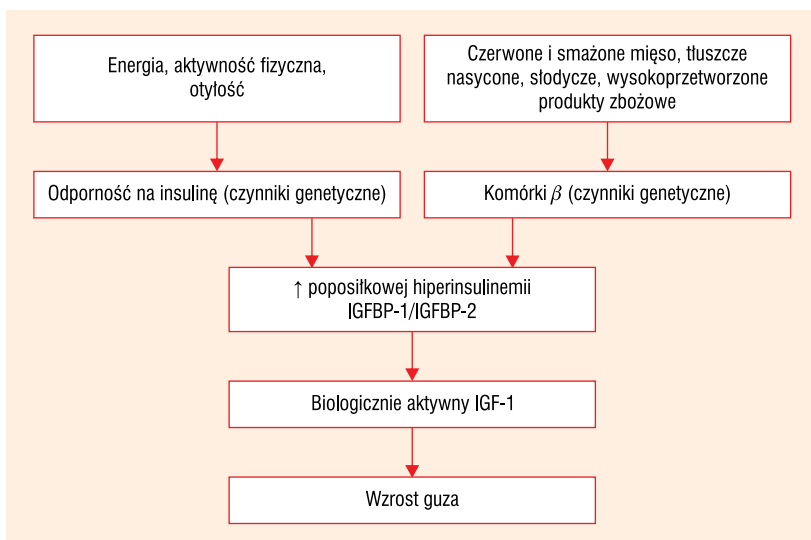 Energia, aktywność fizyczna,
otyłość
Czerwone i smażone mięso, tłuszcze
nasycone, słodycze, wysokoprzetworzone
produkty zbożowe
Odporność na insulinę (czynniki genetyczne)
Komórki β (czynniki genetyczne)
↑ poposiłkowej hiperinsulinemii
IGFBP-1/IGFBP-2
Biologicznie aktywny IGF-1
Wzrost guza